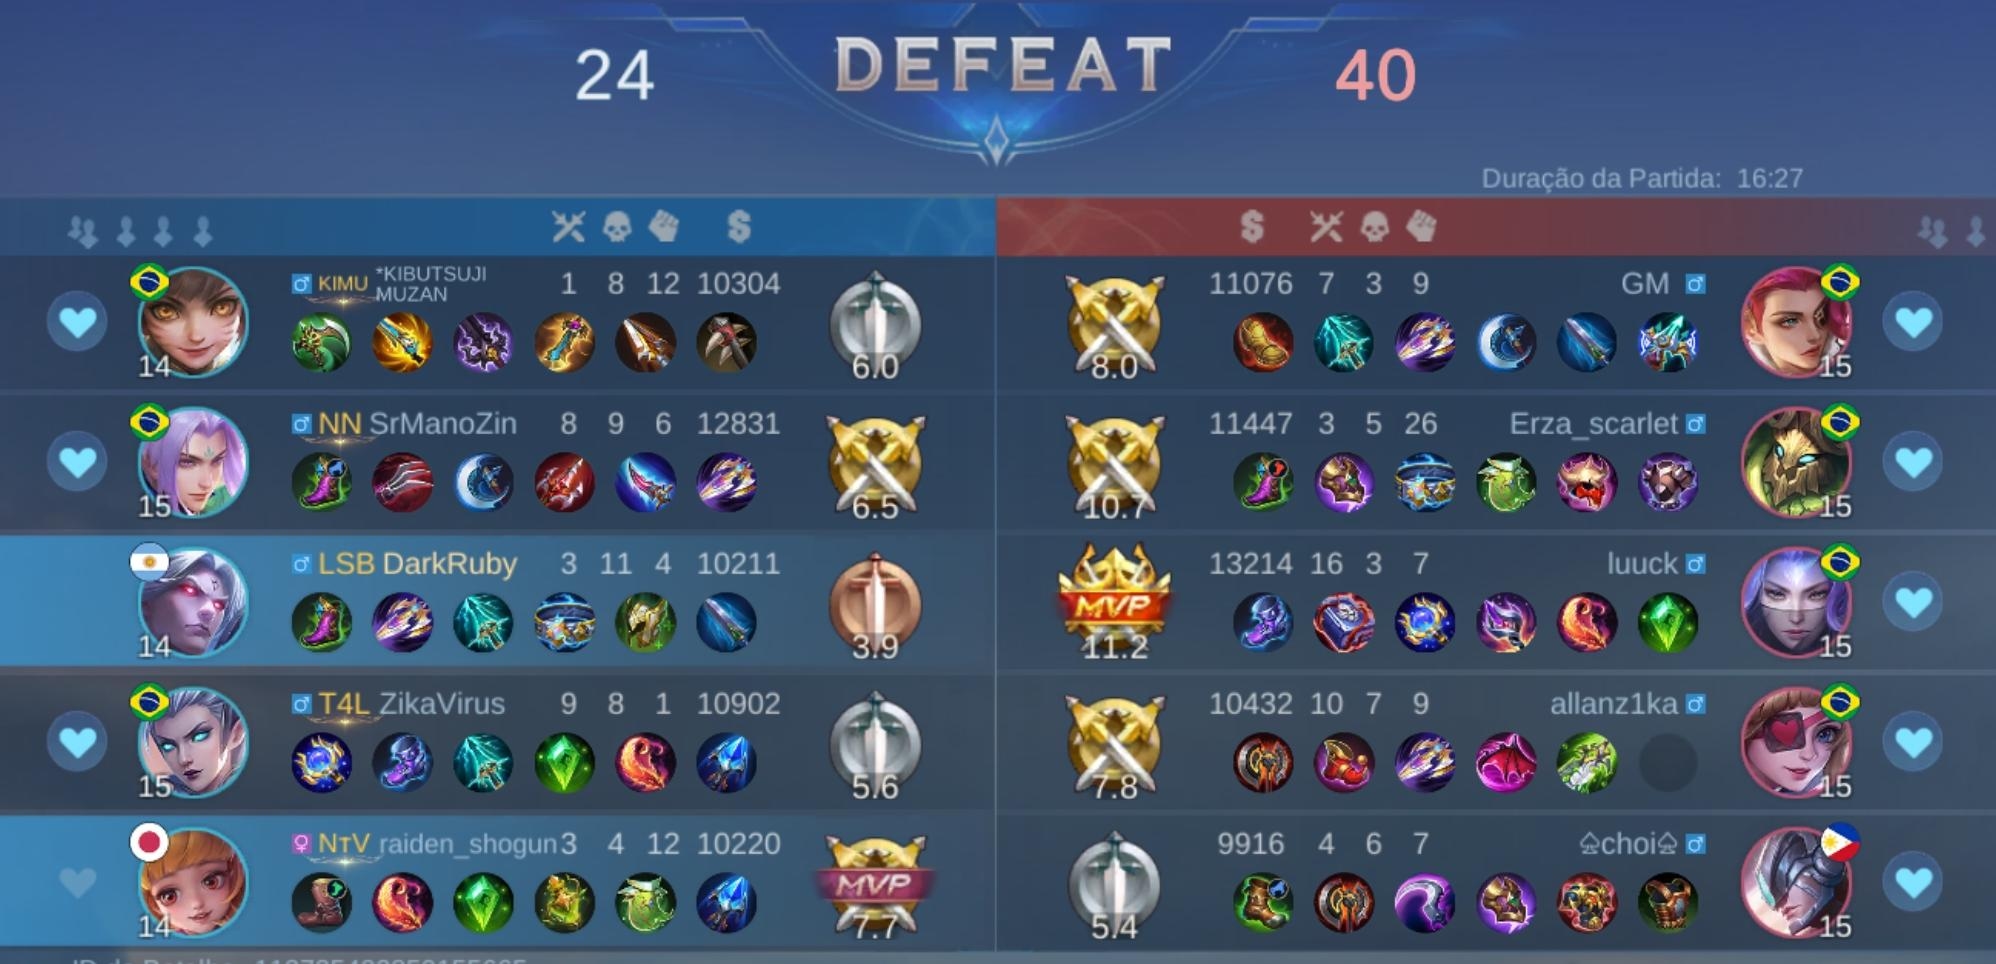 24 DEFEAT 40
Duração da Partida: 16:27
KIMU *KIBUTSUJI MUZAN 1 8 12 10304
14 6.0
11076 7 3 9 GM
8.0 15
NN SrManoZin 8 9 6 12831
15 6.5
11447 3 5 26 Erza_scarlet
10.7 15
LSB DarkRuby 3 11 4 10211
14 3.9
13214 16 3 7 luuck
MVP
11.2 15
T4L ZikaVirus 9 8 1 10902
15 5.6
10432 10 7 9 allanz1ka
7.8 15
NTV raiden_shogun 3 4 12 10220
MVP
14 7.7
9916 4 6 7 ♤choi♤
5.4 15